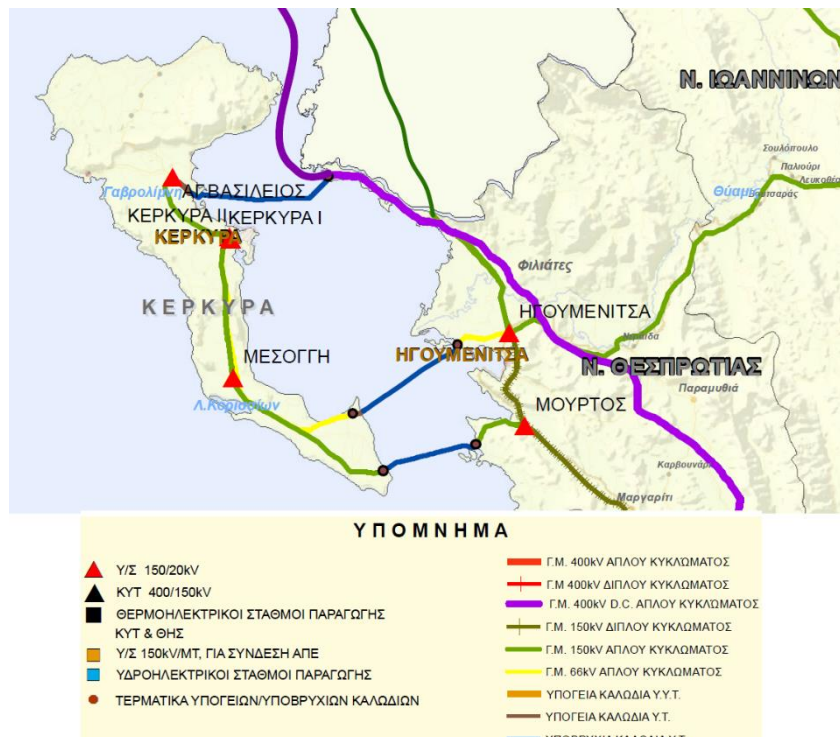 Ν. ΙΩΑΝΝΙΝΩΝ
Σουλόπουλο
Παλιούρι
Λευκοθέα
Γαβρολίμνη
ΑΓ.ΒΑΣΙΛΕΙΟΣ
Θύαμις
ΚΕΡΚΥΡΑ ΙΙ
ΚΕΡΚΥΡΑ Ι
ΚΕΡΚΥΡΑ
Φιλιάτες
ΚΕΡΚΥΡΑ
ΗΓΟΥΜΕΝΙΤΣΑ
ΜΕΣΟΓΓΗ
ΗΓΟΥΜΕΝΙΤΣΑ
Ν. ΘΕΣΠΡΩΤΙΑΣ
Παραμυθιά
Λ.Κορισσίων
ΜΟΥΡΤΟΣ
Καρβουνάρι
Μαργαρίτι
ΥΠΟΜΝΗΜΑ
Υ/Σ 150/20kV
ΚΥΤ 400/150kV
ΘΕΡΜΟΗΛΕΚΤΡΙΚΟΙ ΣΤΑΘΜΟΙ ΠΑΡΑΓΩΓΗΣ
ΚΥΤ & ΘΗΣ
Υ/Σ 150kV/ΜΤ, ΓΙΑ ΣΥΝΔΕΣΗ ΑΠΕ
ΥΔΡΟΗΛΕΚΤΡΙΚΟΙ ΣΤΑΘΜΟΙ ΠΑΡΑΓΩΓΗΣ
ΤΕΡΜΑΤΙΚΑ ΥΠΟΓΕΙΩΝ/ΥΠΟΒΡΥΧΙΩΝ ΚΑΛΩΔΙΩΝ
Γ.Μ. 400kV ΑΠΛΟΥ ΚΥΚΛΩΜΑΤΟΣ
Γ.Μ 400kV ΔΙΠΛΟΥ ΚΥΚΛΩΜΑΤΟΣ
Γ.Μ. 400kV D.C. ΑΠΛΟΥ ΚΥΚΛΩΜΑΤΟΣ
Γ.Μ. 150kV ΔΙΠΛΟΥ ΚΥΚΛΩΜΑΤΟΣ
Γ.Μ. 150kV ΑΠΛΟΥ ΚΥΚΛΩΜΑΤΟΣ
Γ.Μ. 66kV ΑΠΛΟΥ ΚΥΚΛΩΜΑΤΟΣ
ΥΠΟΓΕΙΑ ΚΑΛΩΔΙΑ Υ.Υ.Τ.
ΥΠΟΓΕΙΑ ΚΑΛΩΔΙΑ Υ.Τ.